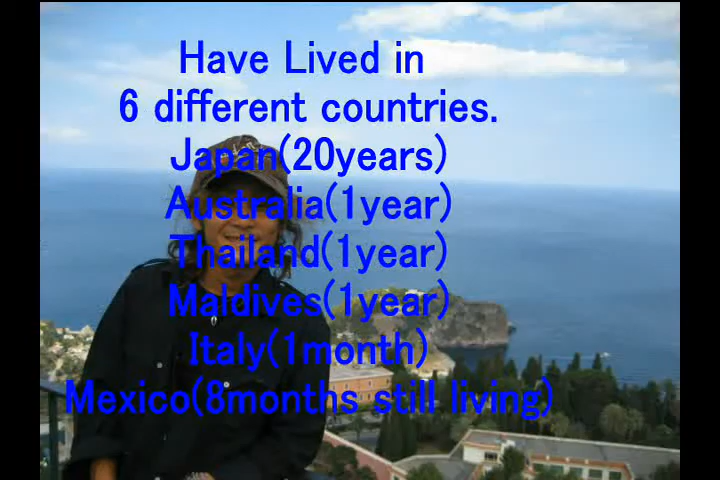 Have Lived in
6 different countries.
Japan(20years)
Australia(1year)
Thailand(1year)
Maldives(1year)
Italy(1month)
Mexico(8months still living)